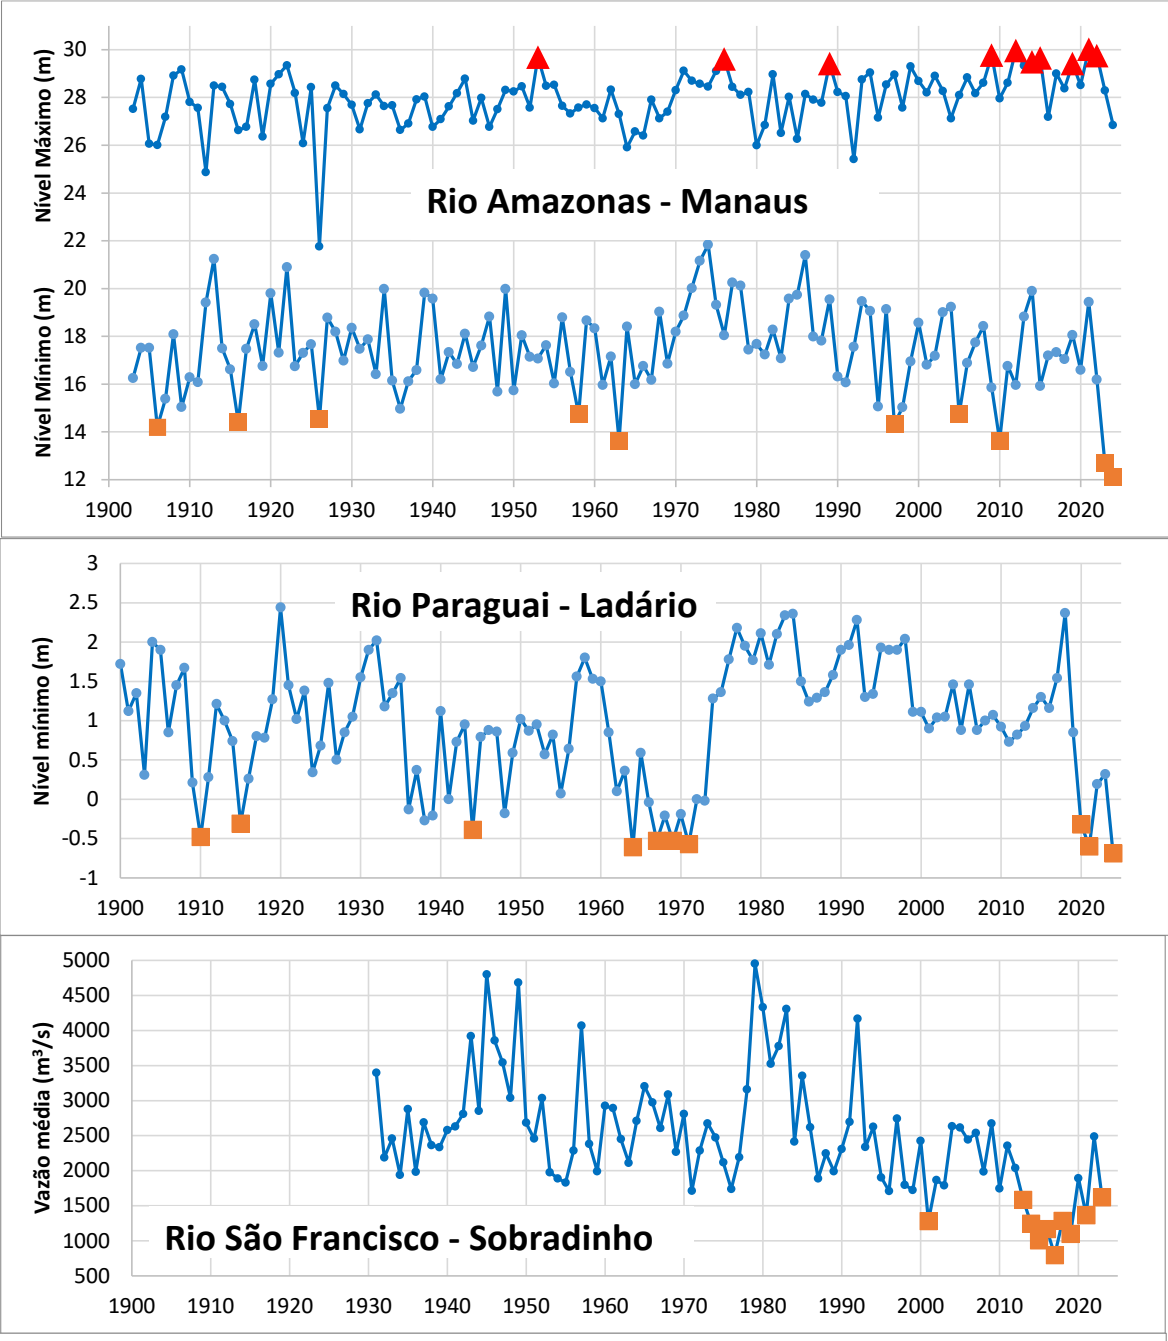 Nível Máximo (m)
Nível Mínimo (m)
30
28
26
24
22
20
18
16
14
12
Rio Amazonas - Manaus
1900 1910 1920 1930 1940 1950 1960 1970 1980 1990 2000 2010 2020
Nível mínimo (m)
3
2.5
2
1.5
1
0.5
0
-0.5
-1
Rio Paraguai - Ladário
1900 1910 1920 1930 1940 1950 1960 1970 1980 1990 2000 2010 2020
Vazão média (m³/s)
5000
4500
4000
3500
3000
2500
2000
1500
1000
500
Rio São Francisco - Sobradinho
1900 1910 1920 1930 1940 1950 1960 1970 1980 1990 2000 2010 2020